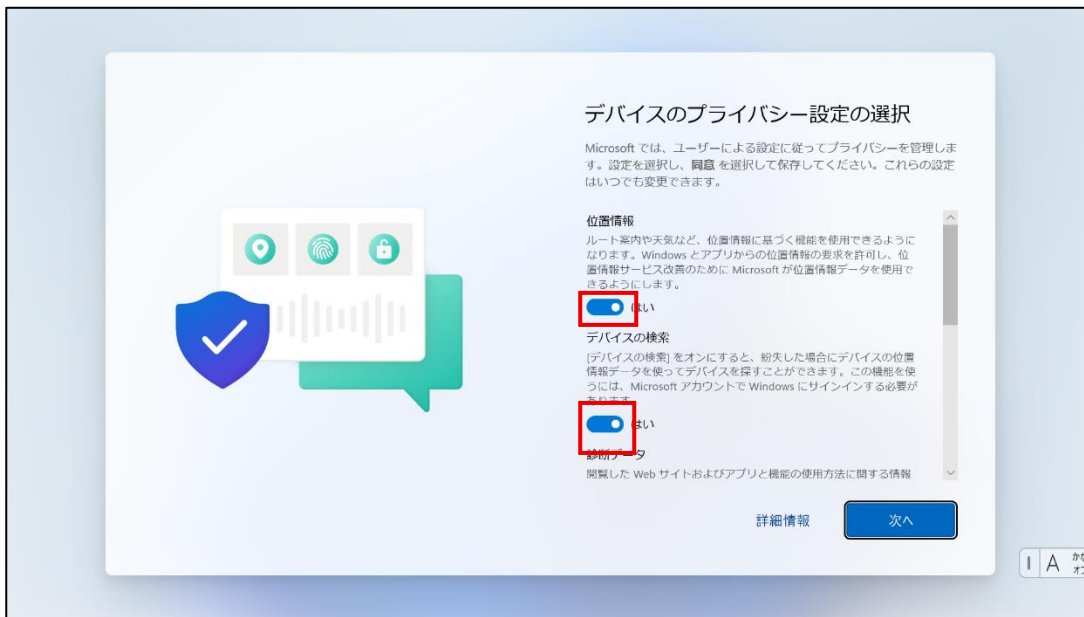 デバイスのプライバシー設定の選択
Microsoft では、ユーザーによる設定に従ってプライバシーを管理しま
す。設定を選択し、同意 を選択して保存してください。これらの設定
はいつでも変更できます。
位置情報
ルート案内や天気など、位置情報に基づく機能を使用できるように
なります。Windows とアプリからの位置情報の要求を許可し、位
置情報サービス改善のために Microsoft が位置情報データを使用で
きるようにします。
はい
デバイスの検索
[デバイスの検索] をオンにすると、紛失した場合にデバイスの位置
情報データを使ってデバイスを探すことができます。この機能を使
うには、Microsoft アカウントで Windows にサインインする必要が
あります
はい
診断データ
閲覧した Web サイトおよびアプリと機能の使用方法に関する情報
詳細情報
次へ
A